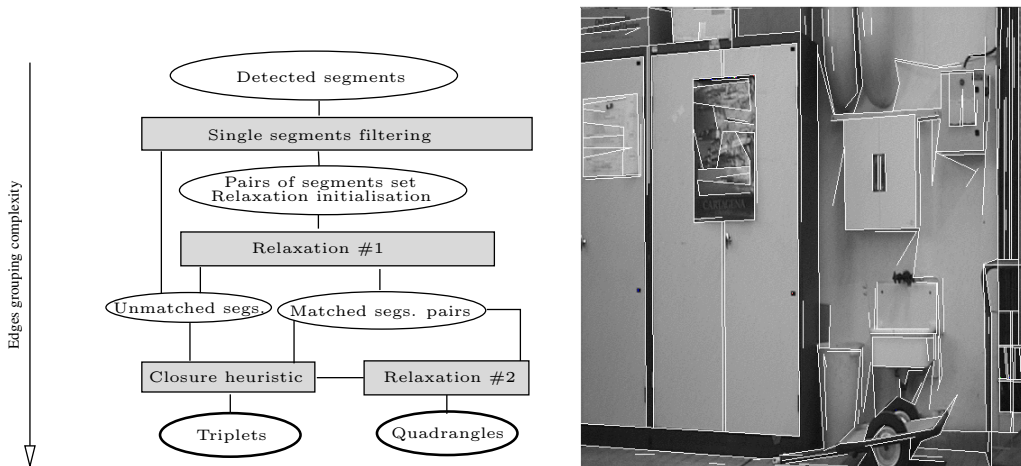 Detected segments
Single segments filtering
Pairs of segments set
Relaxation initialisation
Relaxation #1
Unmatched segs.
Matched segs. pairs
Closure heuristic
Relaxation #2
Triplets
Quadrangles
Edges grouping complexity
CARTAGENA